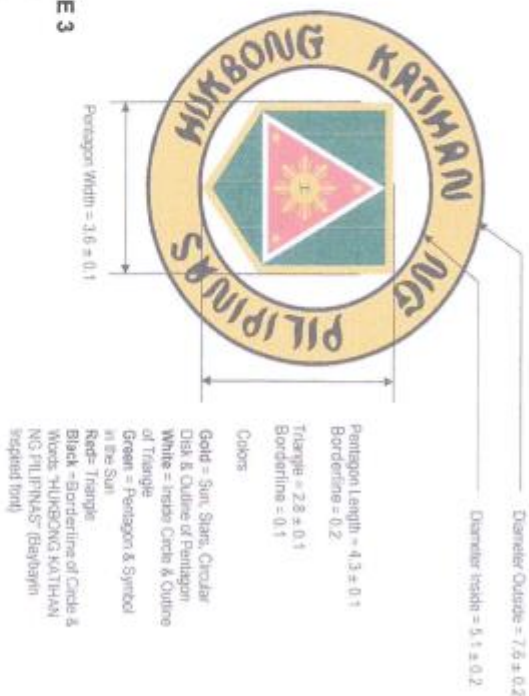 E 3
HUKBONG KATIHAN NG PILIPINAS
Diameter Outside = 7.6 ± 0.2
Diameter Inside = 5.1 ± 0.2
Pentagon Width = 3.6 ± 0.1
Pentagon Length = 4.3 ± 0.1
Borderline = 0.2
Triangle = 2.8 ± 0.1
Borderline = 0.1
Colors
Gold = Sun, Stars, Circular
Disk & Outline of Pentagon
White = Inside Circle & Outline
of Triangle
Green = Pentagon & Symbol
in the Sun
Red= Triangle
Black =Borderline of Circle &
Words "HUKBONG KATIHAN
NG PILIPINAS" (Baybayin
Inspired font)